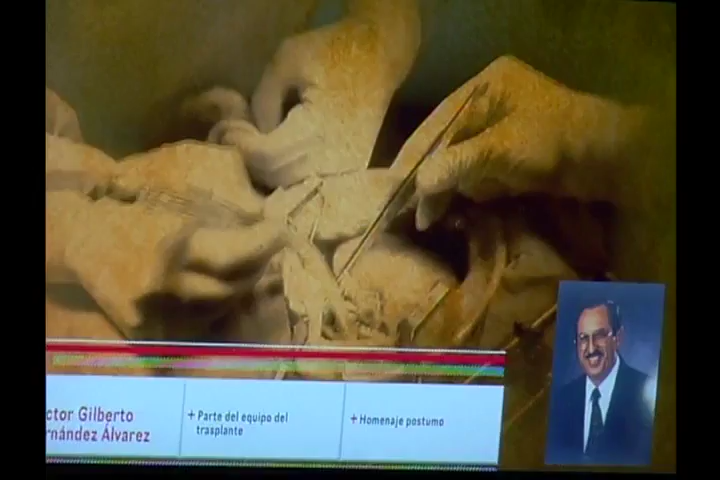 ctor Gilberto
rnández Álvarez
+ Parte del equipo del
trasplante
+ Homenaje postumo